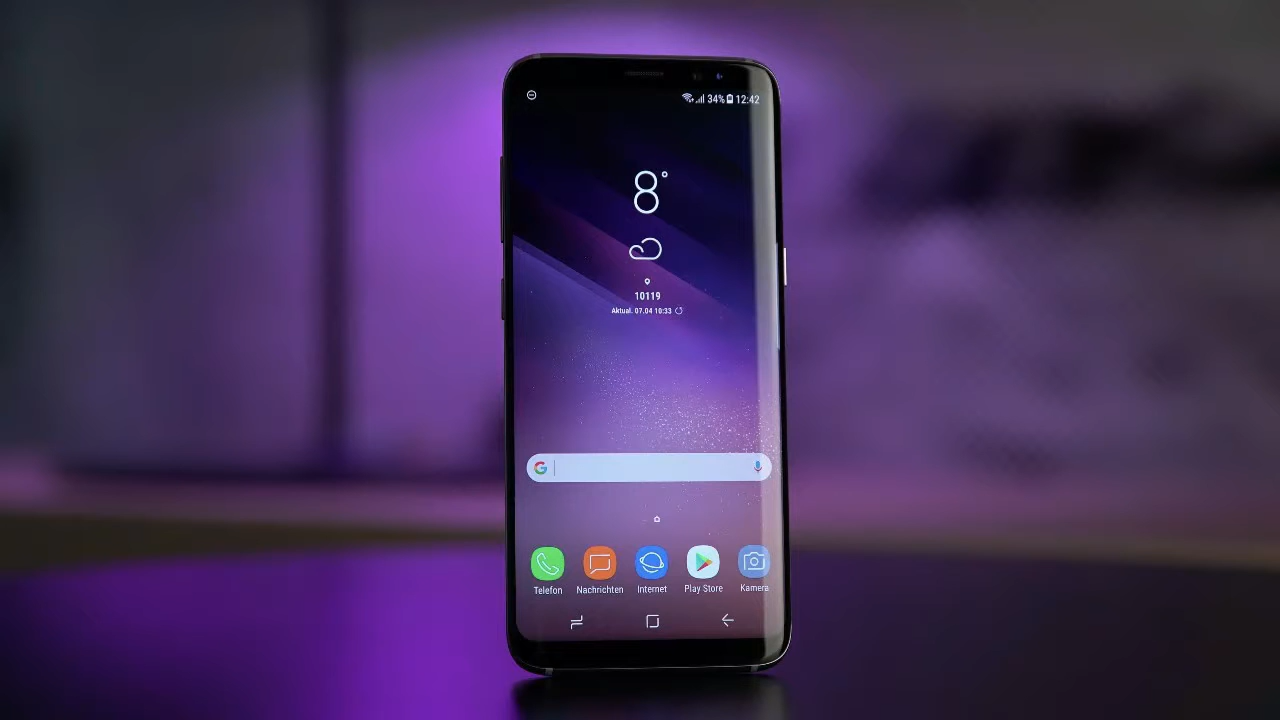 34% 12:42
8°
10119
Aktual. 07.04 10:33
G
Telefon Nachrichten Internet Play Store Kamera